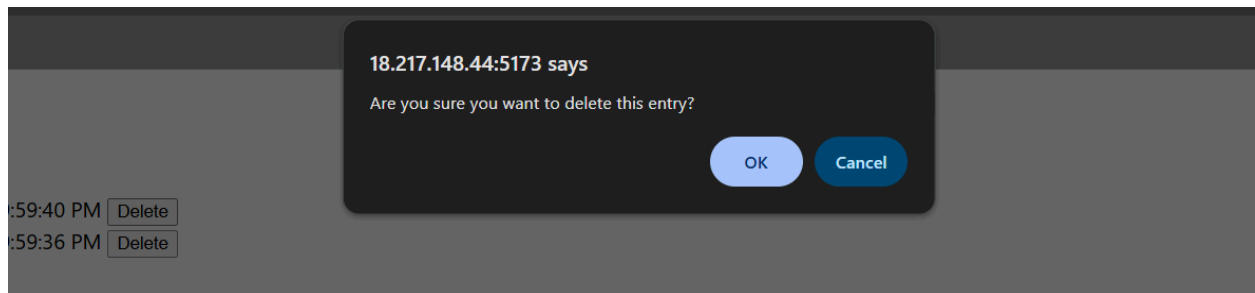 18.217.148.44:5173 says
Are you sure you want to delete this entry?
OK Cancel
:59:40 PM Delete
:59:36 PM Delete